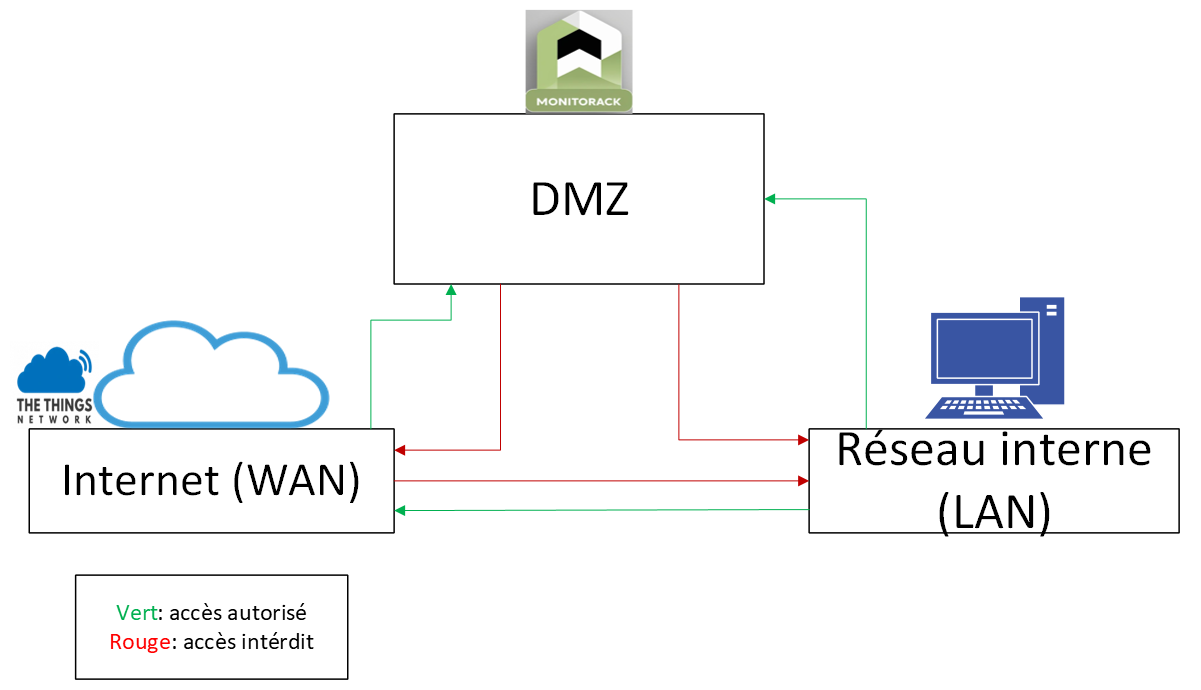 MONITORACK
DMZ
THE THINGS
NETWORK
Internet (WAN)
Réseau interne
(LAN)
Vert: accès autorisé
Rouge: accès intérdit